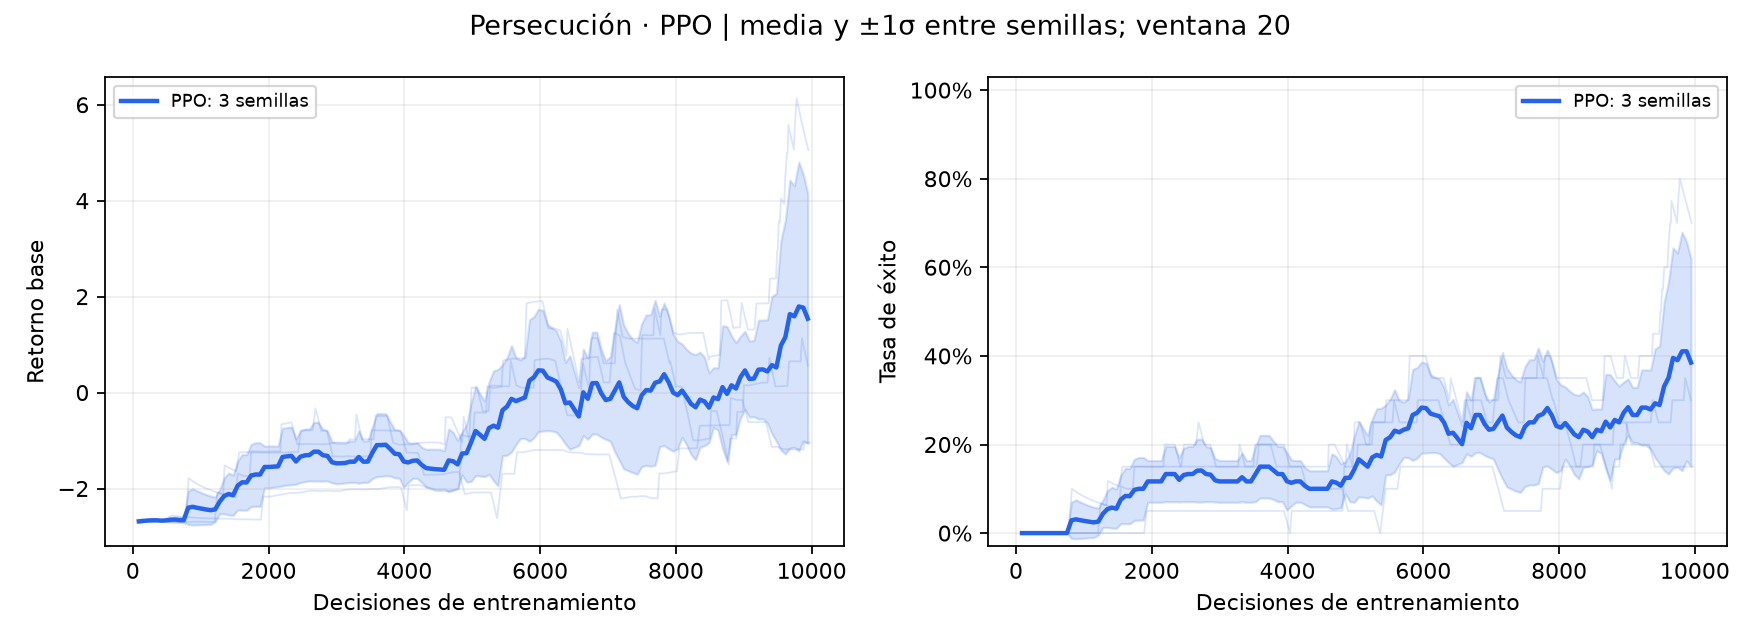 Persecución · PPO | media y ±1σ entre semillas; ventana 20
PPO: 3 semillas
Retorno base
6
4
2
0
−2
0 2000 4000 6000 8000 10000
Decisiones de entrenamiento
PPO: 3 semillas
Tasa de éxito
100%
80%
60%
40%
20%
0%
0 2000 4000 6000 8000 10000
Decisiones de entrenamiento